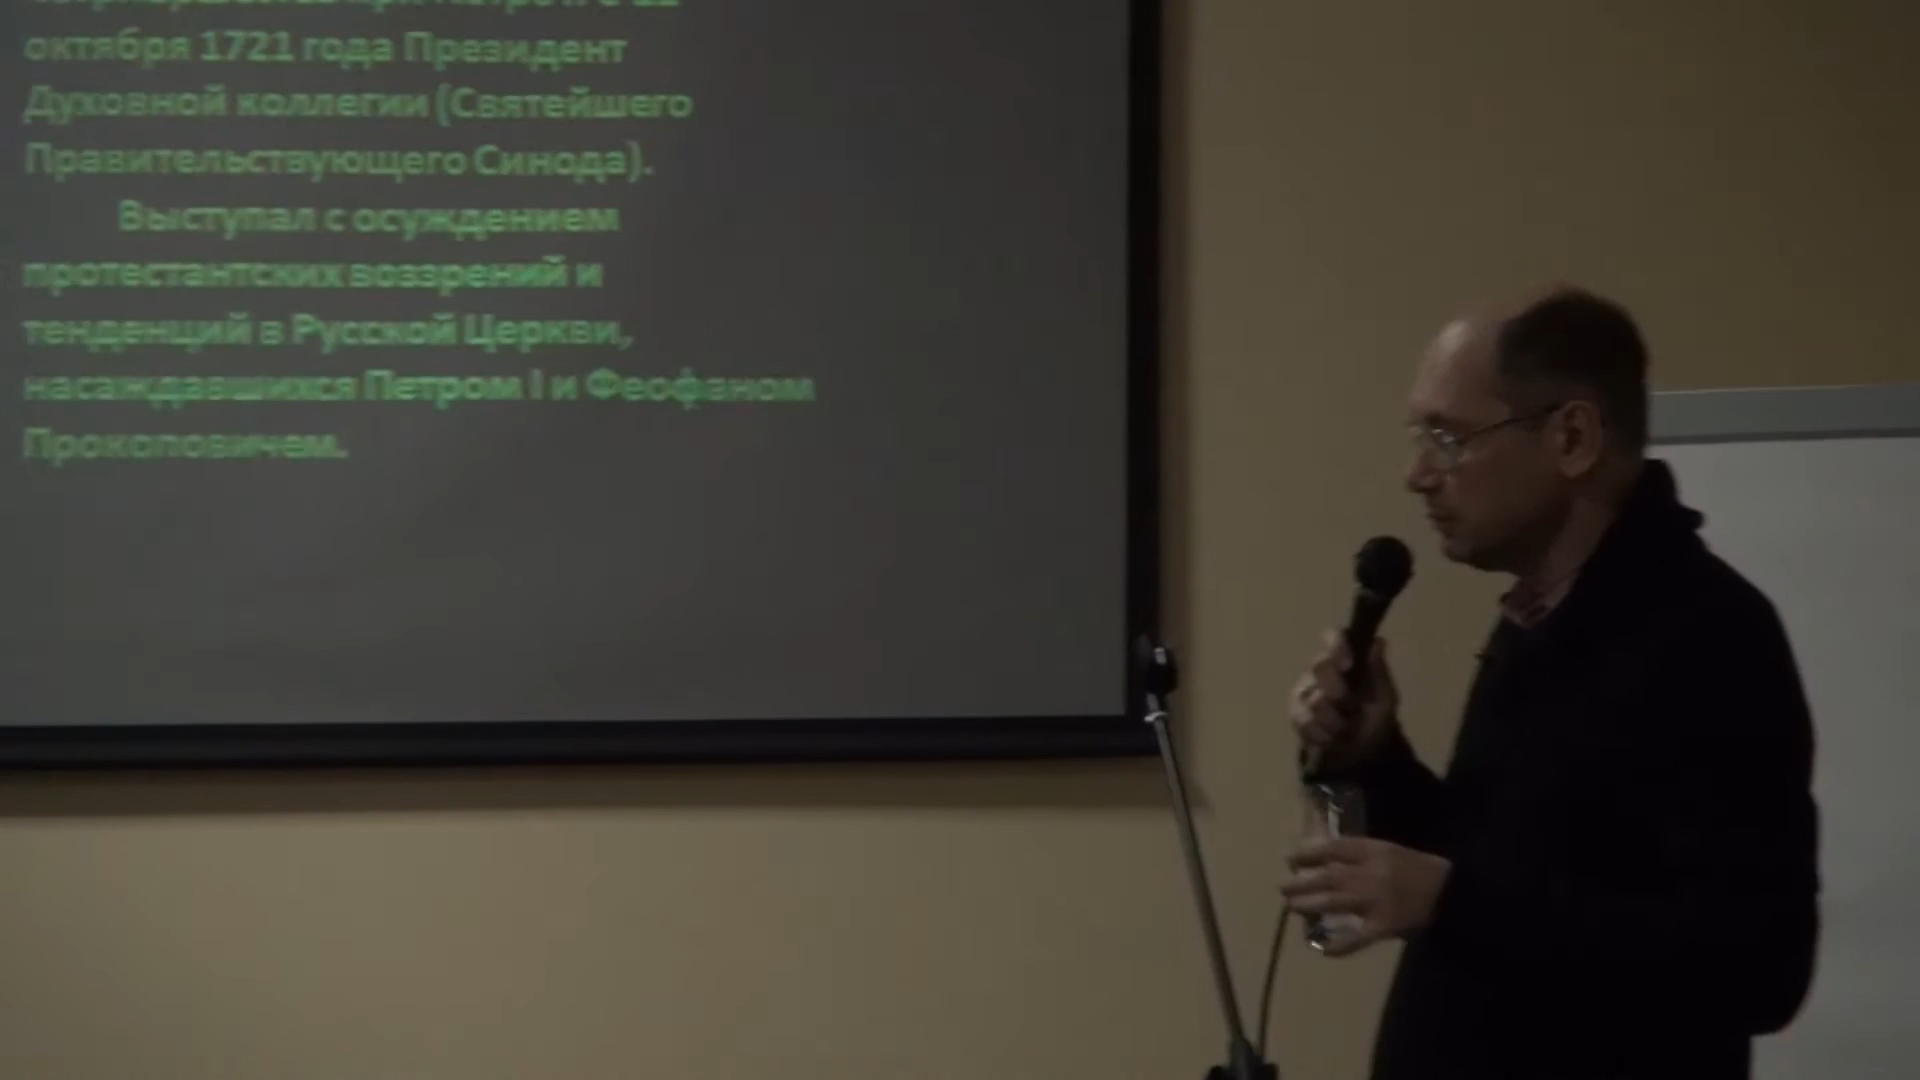 октября 1721 года Президент
Духовной коллегии (Святейшего
Правительствующего Синода).
Выступал с осуждением
протестантских воззрений и
тенденций в Русской Церкви,
насаждавшихся Петром I и Феофаном
Прокоповичем.